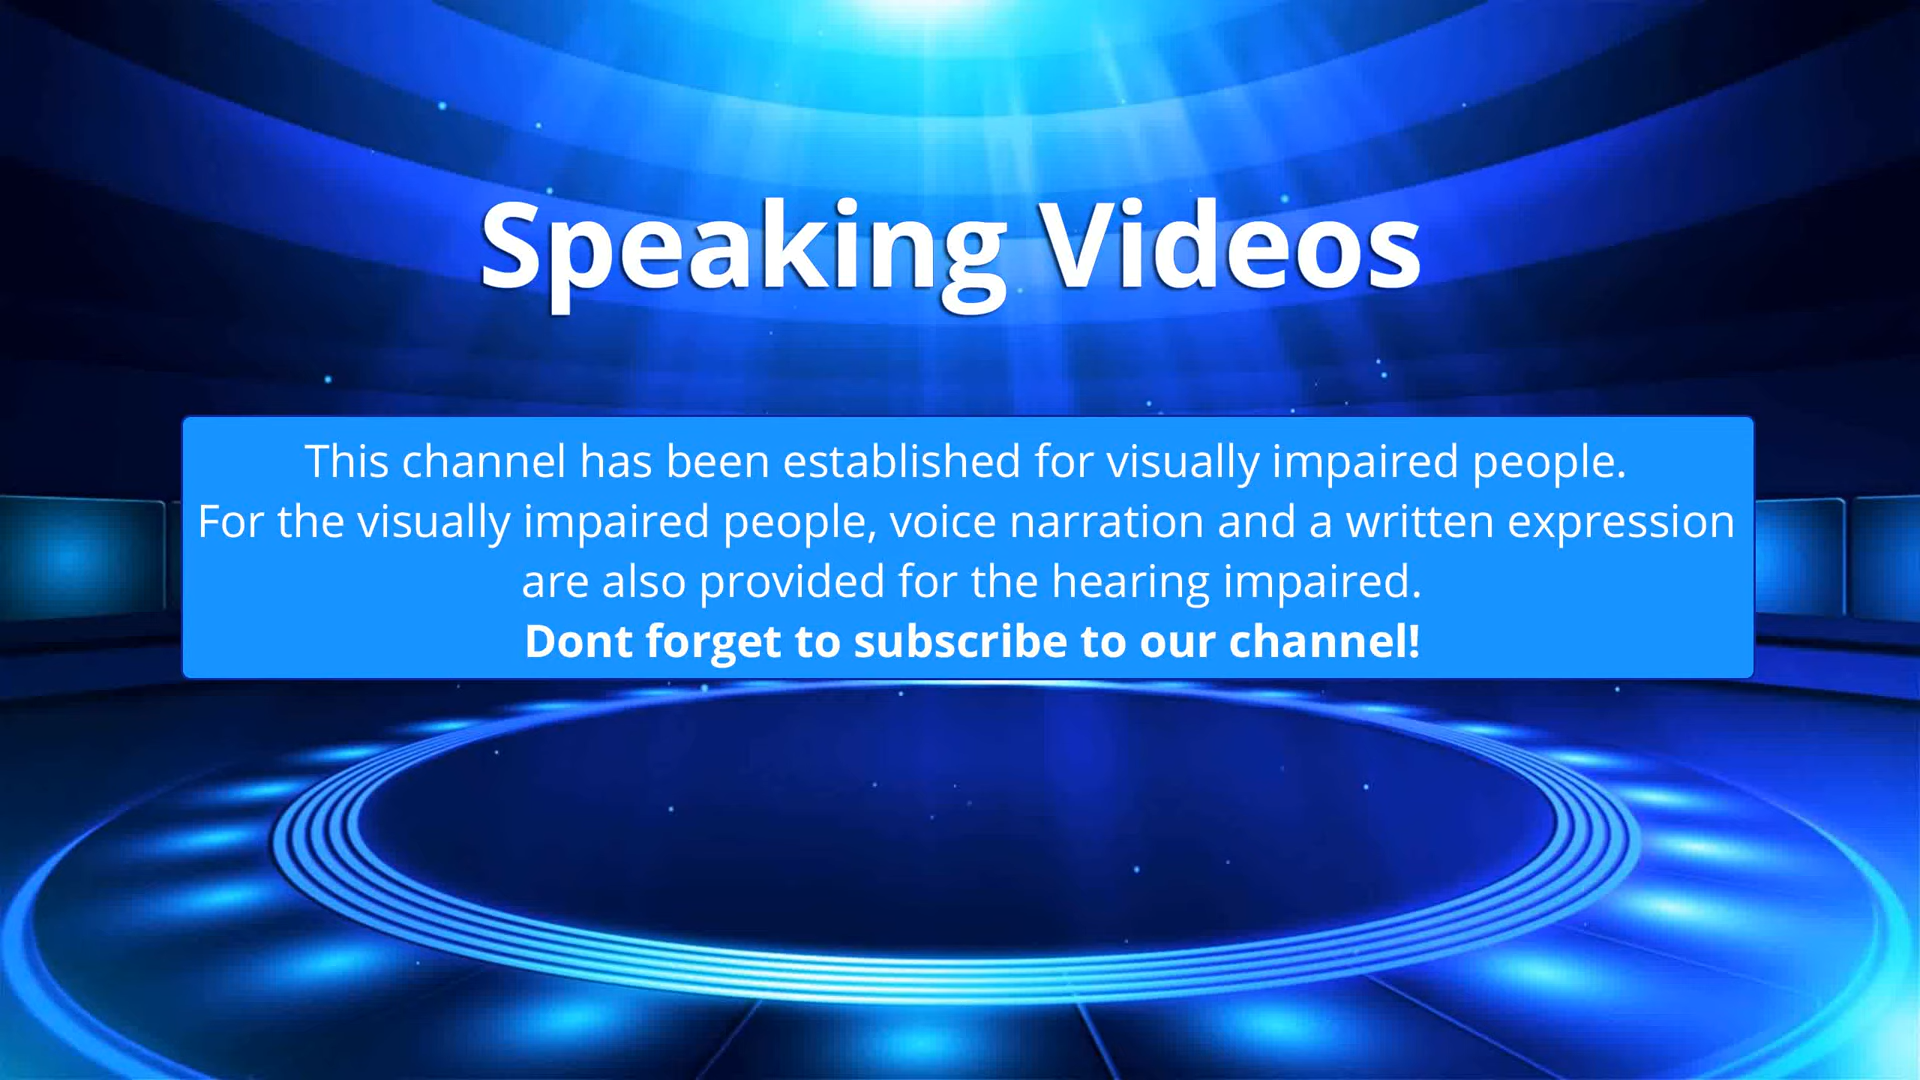 Speaking Videos
This channel has been established for visually impaired people.
For the visually impaired people, voice narration and a written expression
are also provided for the hearing impaired.
Dont forget to subscribe to our channel!